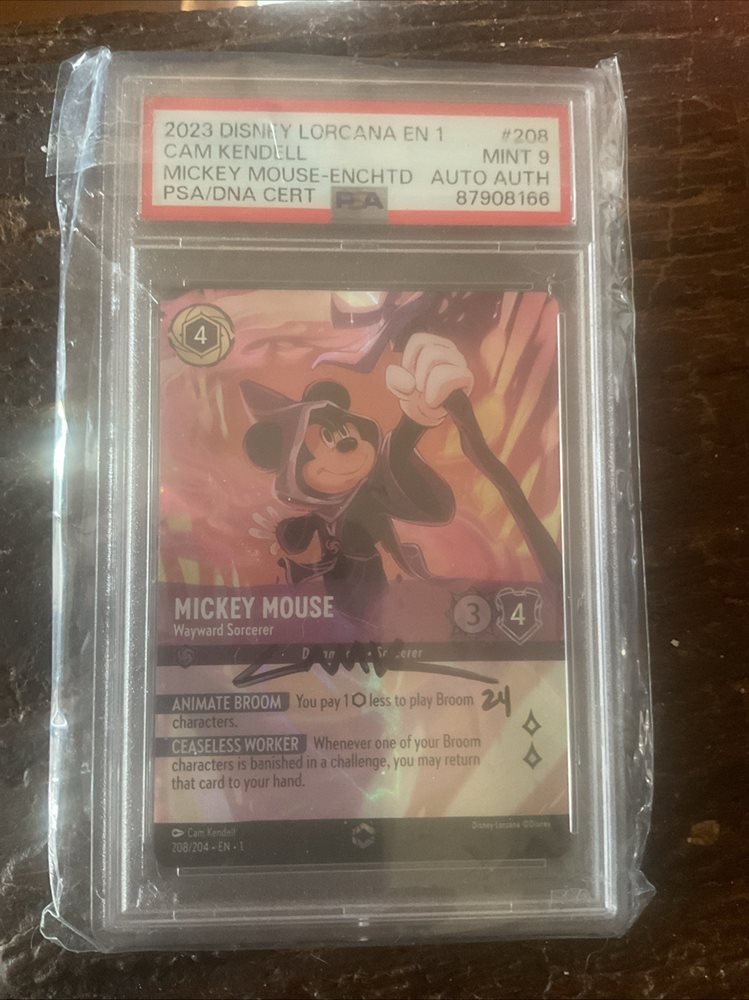 2023 DISNEY LORCANA EN 1 #208
CAM KENDELL MINT 9
MICKEY MOUSE-ENCHTD AUTO AUTH
PSA/DNA CERT PSA 87908166
4
MICKEY MOUSE 3 4
Wayward Sorcerer
Sorcerer
ANIMATE BROOM You pay 1 less to play Broom 24
characters.
CEASELESS WORKER Whenever one of your Broom
characters is banished in a challenge, you may return
that card to your hand.
Cam Kendell Disney Lorcana ©Disney
208/204 • EN • 1